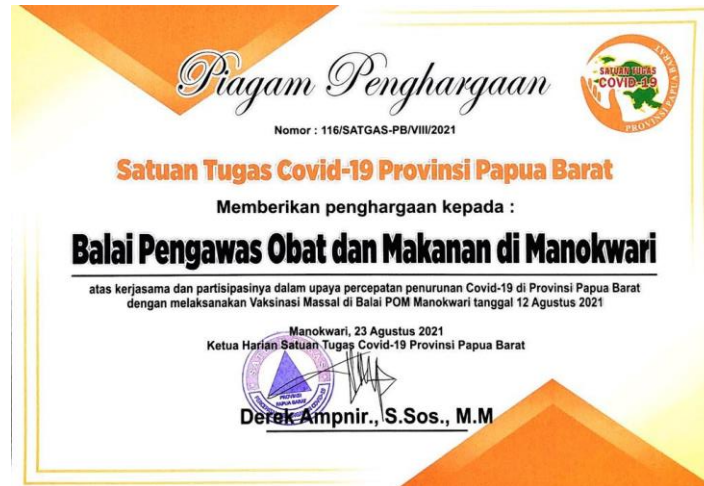 Piagam Penghargaan
SATUAN TUGAS
COVID-19
PROVINSI PAPUA BARAT
Nomor : 116/SATGAS-PB/VIII/2021
Satuan Tugas Covid-19 Provinsi Papua Barat
Memberikan penghargaan kepada :
Balai Pengawas Obat dan Makanan di Manokwari
atas kerjasama dan partisipasinya dalam upaya percepatan penurunan Covid-19 di Provinsi Papua Barat
dengan melaksanakan Vaksinasi Massal di Balai POM Manokwari tanggal 12 Agustus 2021
Manokwari, 23 Agustus 2021
Ketua Harian Satuan Tugas Covid-19 Provinsi Papua Barat
PROVINSI
PAPUA BARAT
Derek Ampnir., S.Sos., M.M